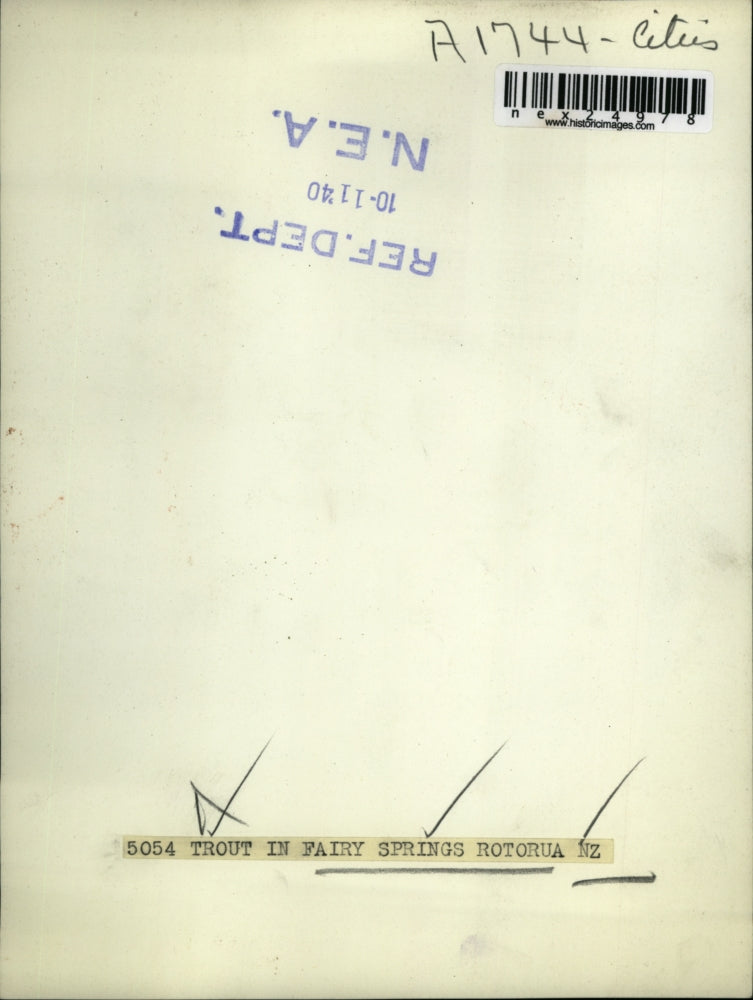 A1744 - Cities
nex24978
www.historicimages.com
REF.DEPT.
10-11'40
N.E.A.
5054 TROUT IN FAIRY SPRINGS ROTORUA NZ